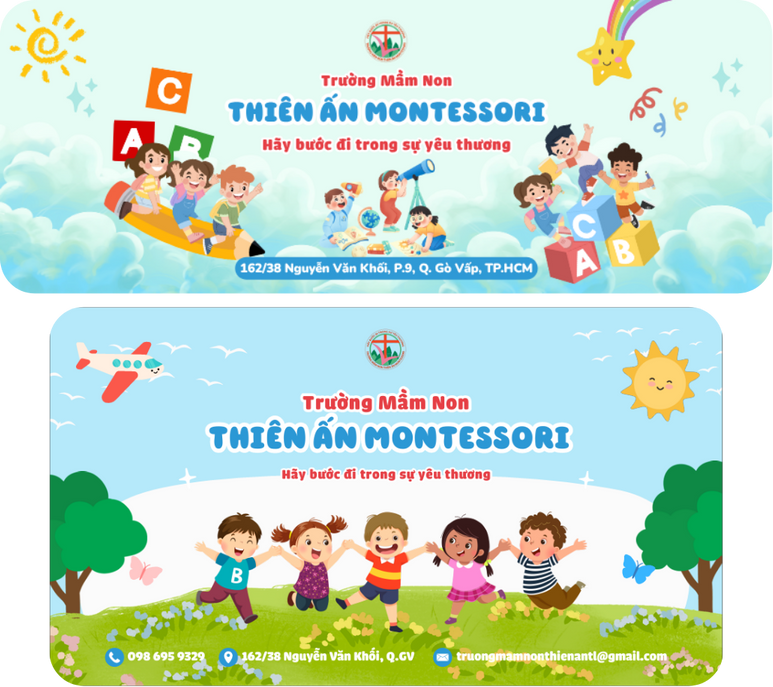 C
A
B
Trường Mầm Non
THIÊN ẤN MONTESSORI
Hãy bước đi trong sự yêu thương
C
A
B
162/38 Nguyễn Văn Khối, P.9, Q. Gò Vấp, TP.HCM
Trường Mầm Non
THIÊN ẤN MONTESSORI
Hãy bước đi trong sự yêu thương
B
098 695 9329
162/38 Nguyễn Văn Khối, Q.GV
truongmamnonthienantl@gmail.com